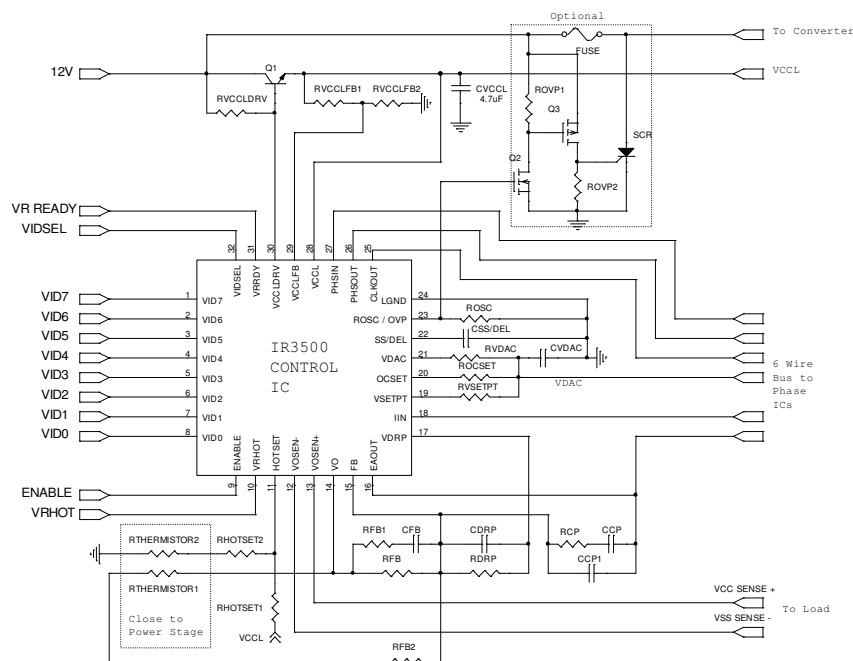 Optional
To Converter
FUSE
12V
Q1
VCCL
RVCCLDRV
RVCCLFB1
RVCCLFB2
CVCCL
4.7uF
ROVP1
Q3
SCR
Q2
ROVP2
VR READY
VIDSEL
32
31
30
29
28
27
26
25
VIDSEL
VRRDY
VCCLDRV
VCCLFB
VCCL
PHSIN
PHSOUT
CLKOUT
VID7
1
VID7
LGND
24
VID6
2
VID6
ROSC / OVP
23
ROSC
VID5
3
VID5
SS/DEL
22
CSS/DEL
VID4
4
VID4
VDAC
21
RVDAC
CVDAC
VID3
5
VID3
OCSET
20
ROCSET
VDAC
VID2
6
VID2
VSETPT
19
RVSETPT
VID1
7
VID1
IIN
18
VID0
8
VID0
VDRP
17
IR3500
CONTROL
IC
6 Wire
Bus to
Phase
ICs
ENABLE
VRHOT
HOTSET
VOSEN-
VOSEN+
VO
FB
EAOUT
9
10
11
12
13
14
15
16
ENABLE
VRHOT
RTHERMISTOR2
RHOTSET2
RFB1
CFB
CDRP
RCP
CCP
RFB
RDRP
CCP1
RTHERMISTOR1
RHOTSET1
Close to
Power Stage
VCCL
VCC SENSE +
To Load
VSS SENSE -
RFB2